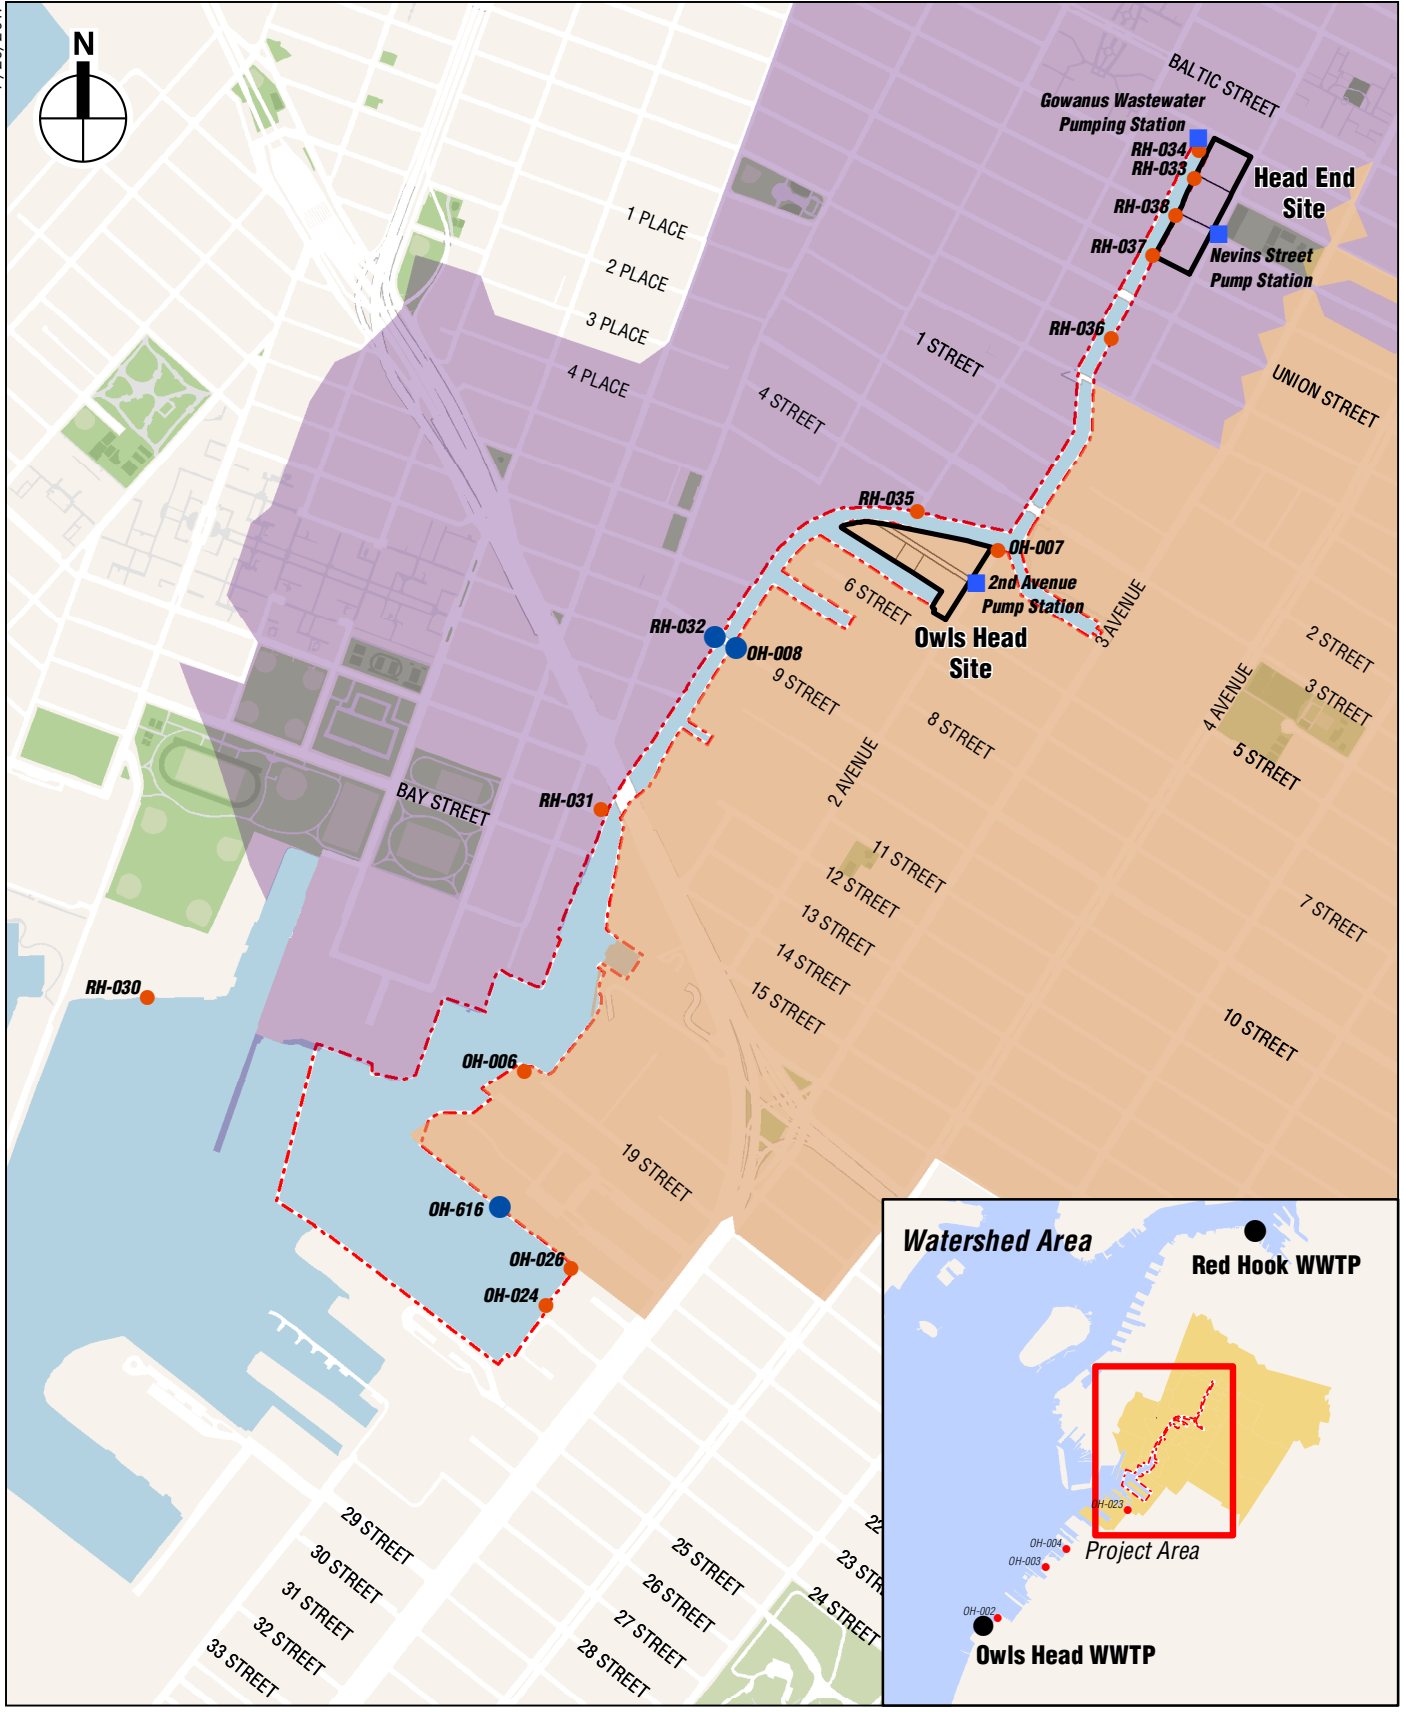 N
BALTIC STREET
Gowanus Wastewater
Pumping Station
RH-034
RH-033
Head End
Site
RH-038
RH-037
Nevins Street
Pump Station
1 PLACE
2 PLACE
3 PLACE
4 PLACE
RH-036
1 STREET
UNION STREET
4 STREET
RH-035
OH-007
2nd Avenue
Pump Station
6 STREET
3 AVENUE
RH-032
OH-008
Owls Head
Site
2 STREET
3 STREET
4 AVENUE
5 STREET
9 STREET
8 STREET
2 AVENUE
BAY STREET
RH-031
11 STREET
12 STREET
13 STREET
14 STREET
15 STREET
7 STREET
10 STREET
RH-030
OH-006
19 STREET
OH-616
OH-026
OH-024
Watershed Area
Red Hook WWTP
OH-023
Project Area
OH-004
OH-003
OH-002
Owls Head WWTP
29 STREET
30 STREET
31 STREET
32 STREET
33 STREET
25 STREET
26 STREET
27 STREET
28 STREET
22
23 STR
24 STREET